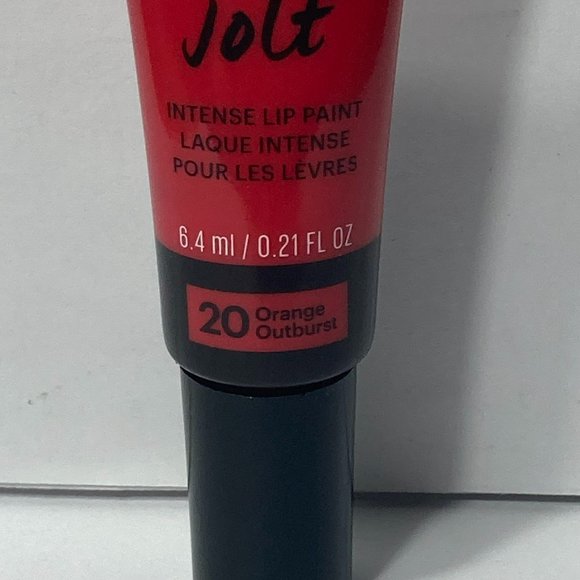 Jolt
INTENSE LIP PAINT
LAQUE INTENSE
POUR LES LÈVRES
6.4 ml / 0.21 FL OZ
20 Orange
Outburst